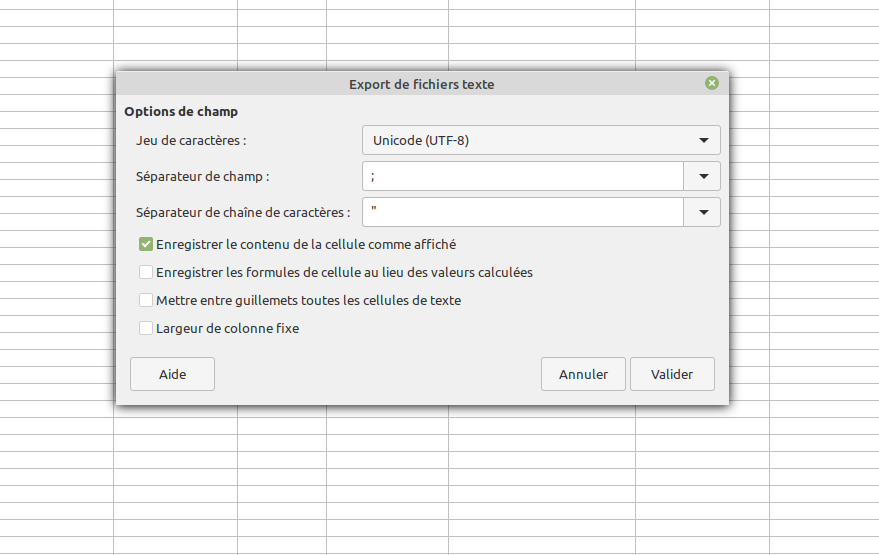 Export de fichiers texte
Options de champ
Jeu de caractères : Unicode (UTF-8)
Séparateur de champ : ;
Séparateur de chaîne de caractères : "
Enregistrer le contenu de la cellule comme affiché
Enregistrer les formules de cellule au lieu des valeurs calculées
Mettre entre guillemets toutes les cellules de texte
Largeur de colonne fixe
Aide Annuler Valider